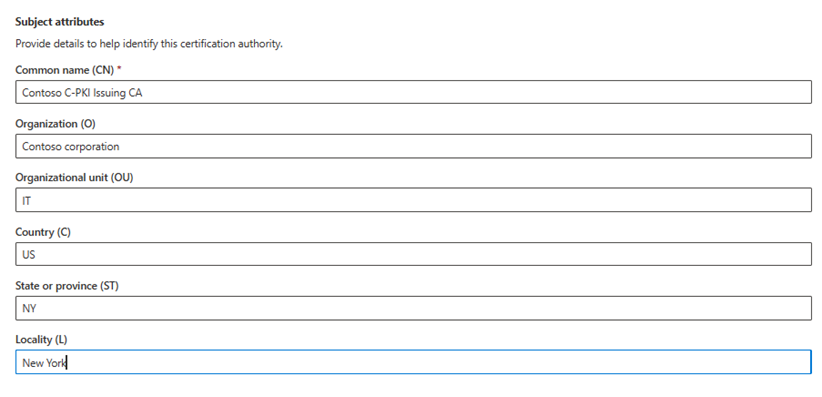 Subject attributes
Provide details to help identify this certification authority.
Common name (CN) *
Contoso C-PKI Issuing CA
Organization (O)
Contoso corporation
Organizational unit (OU)
IT
Country (C)
US
State or province (ST)
NY
Locality (L)
New York